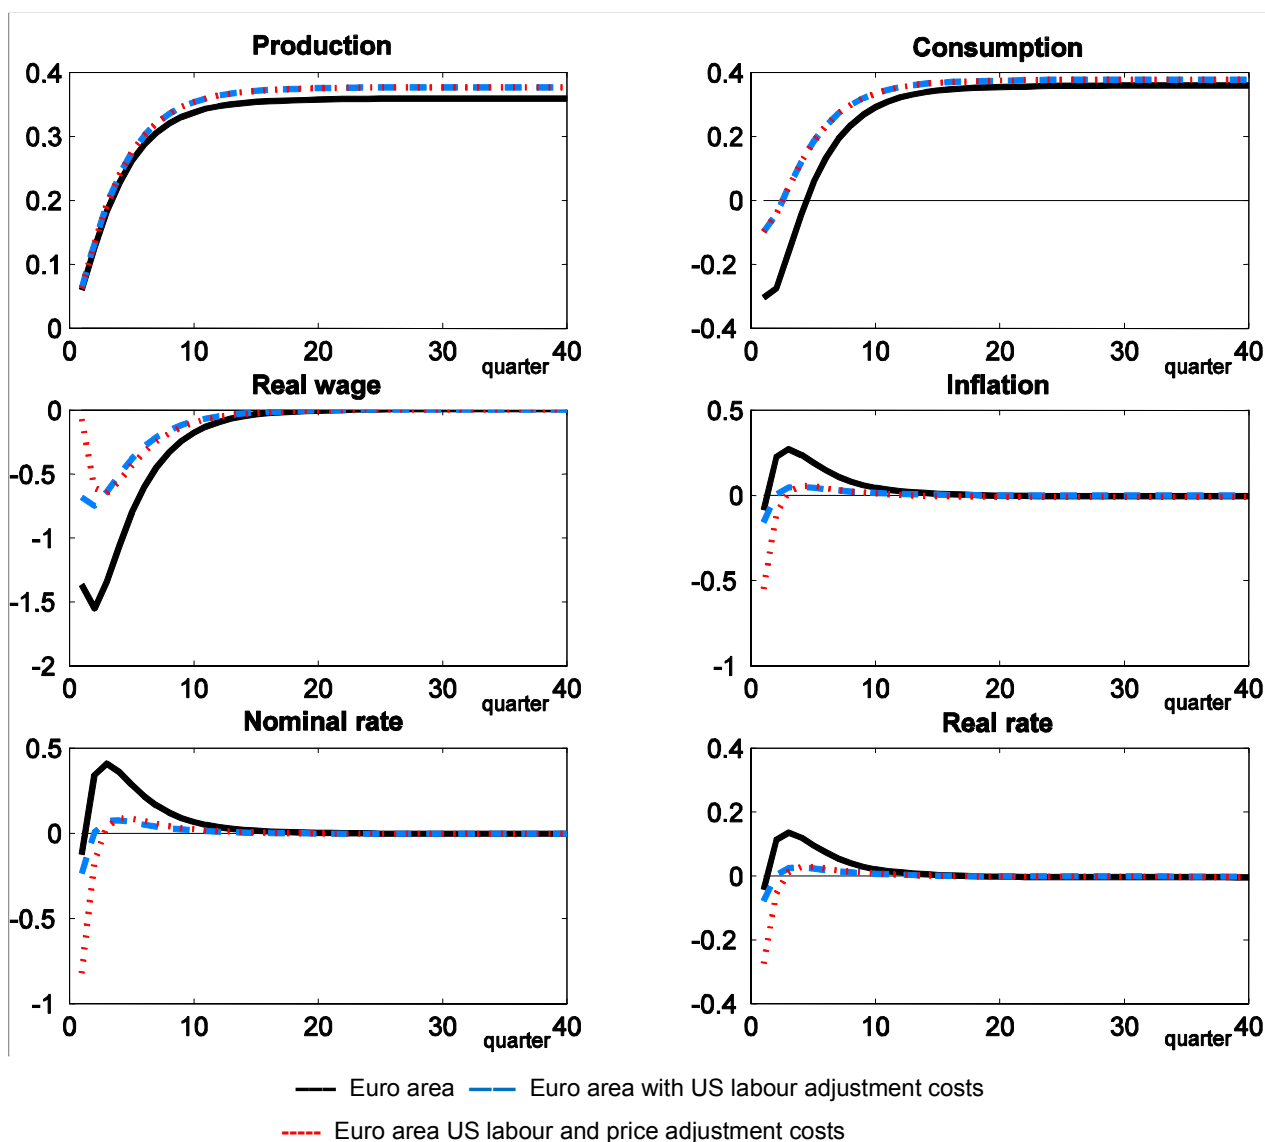 Production
0.4
0.3
0.2
0.1
0
0 10 20 30 40
quarter
Consumption
0.4
0.2
0
-0.2
-0.4
0 10 20 30 40
quarter
Real wage
0
-0.5
-1
-1.5
-2
0 10 20 30 40
quarter
Inflation
0.5
0
-0.5
-1
0 10 20 30 40
quarter
Nominal rate
0.5
0
-0.5
-1
0 10 20 30 40
quarter
Real rate
0.4
0.2
0
-0.2
-0.4
0 10 20 30 40
quarter
Euro area
Euro area with US labour adjustment costs
Euro area US labour and price adjustment costs